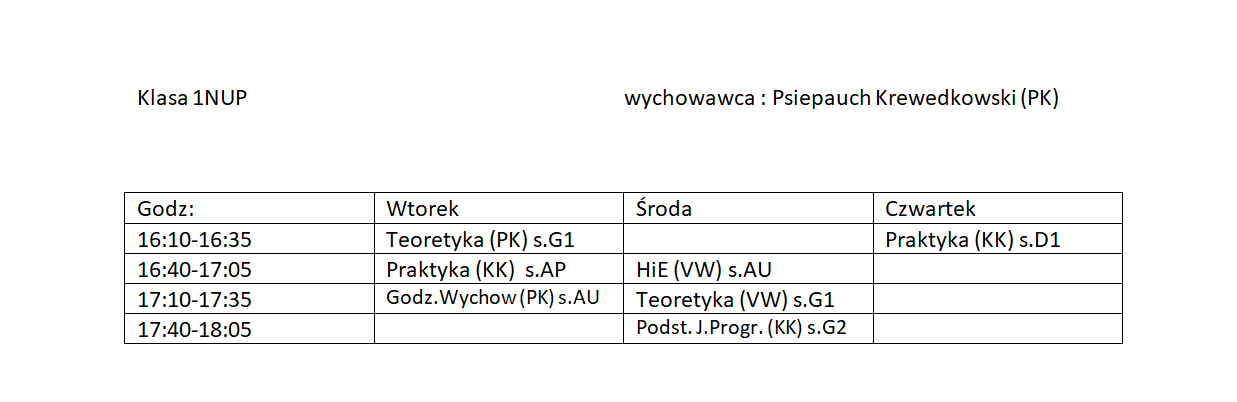 Klasa 1NUP wychowawca : Psiepauch Krewedkowski (PK)
Godz: Wtorek Środa Czwartek
16:10-16:35 Teoretyka (PK) s.G1 Praktyka (KK) s.D1
16:40-17:05 Praktyka (KK) s.AP HiE (VW) s.AU
17:10-17:35 Godz.Wychow (PK) s.AU Teoretyka (VW) s.G1
17:40-18:05 Podst. J.Progr. (KK) s.G2